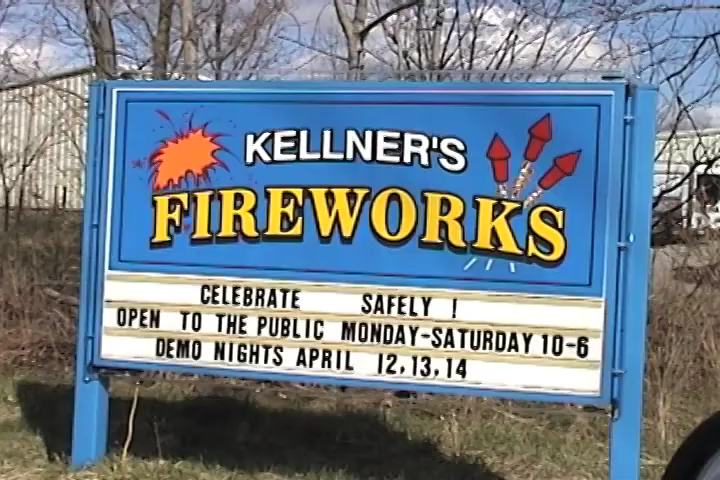 KELLNER'S
FIREWORKS
CELEBRATE SAFELY !
OPEN TO THE PUBLIC MONDAY-SATURDAY 10-6
DEMO NIGHTS APRIL 12,13,14